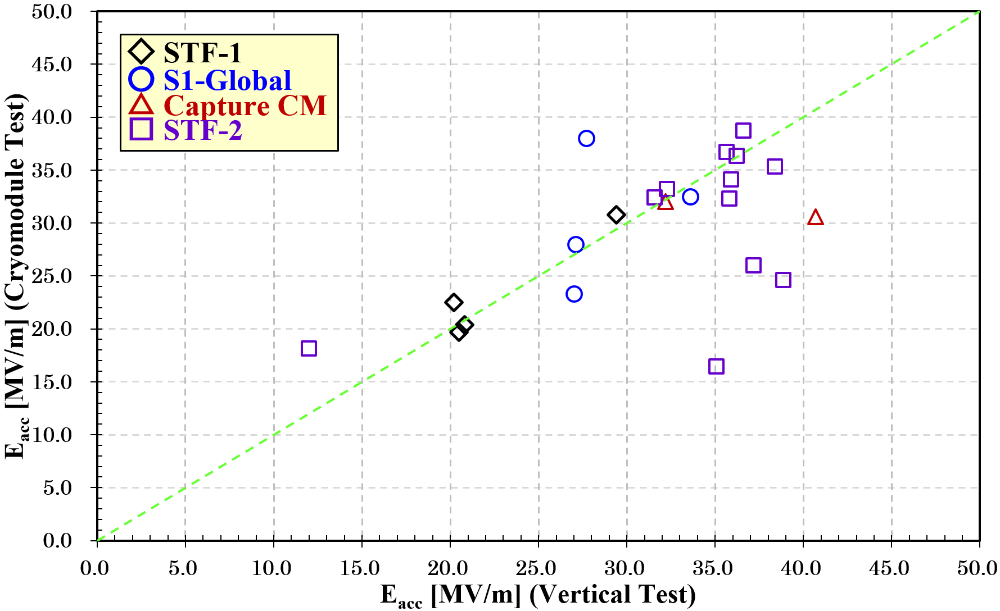 50.0
45.0
40.0
35.0
30.0
25.0
20.0
15.0
10.0
5.0
0.0
STF-1
S1-Global
Capture CM
STF-2
Eacc [MV/m] (Cryomodule Test)
0.0 5.0 10.0 15.0 20.0 25.0 30.0 35.0 40.0 45.0 50.0
Eacc [MV/m] (Vertical Test)